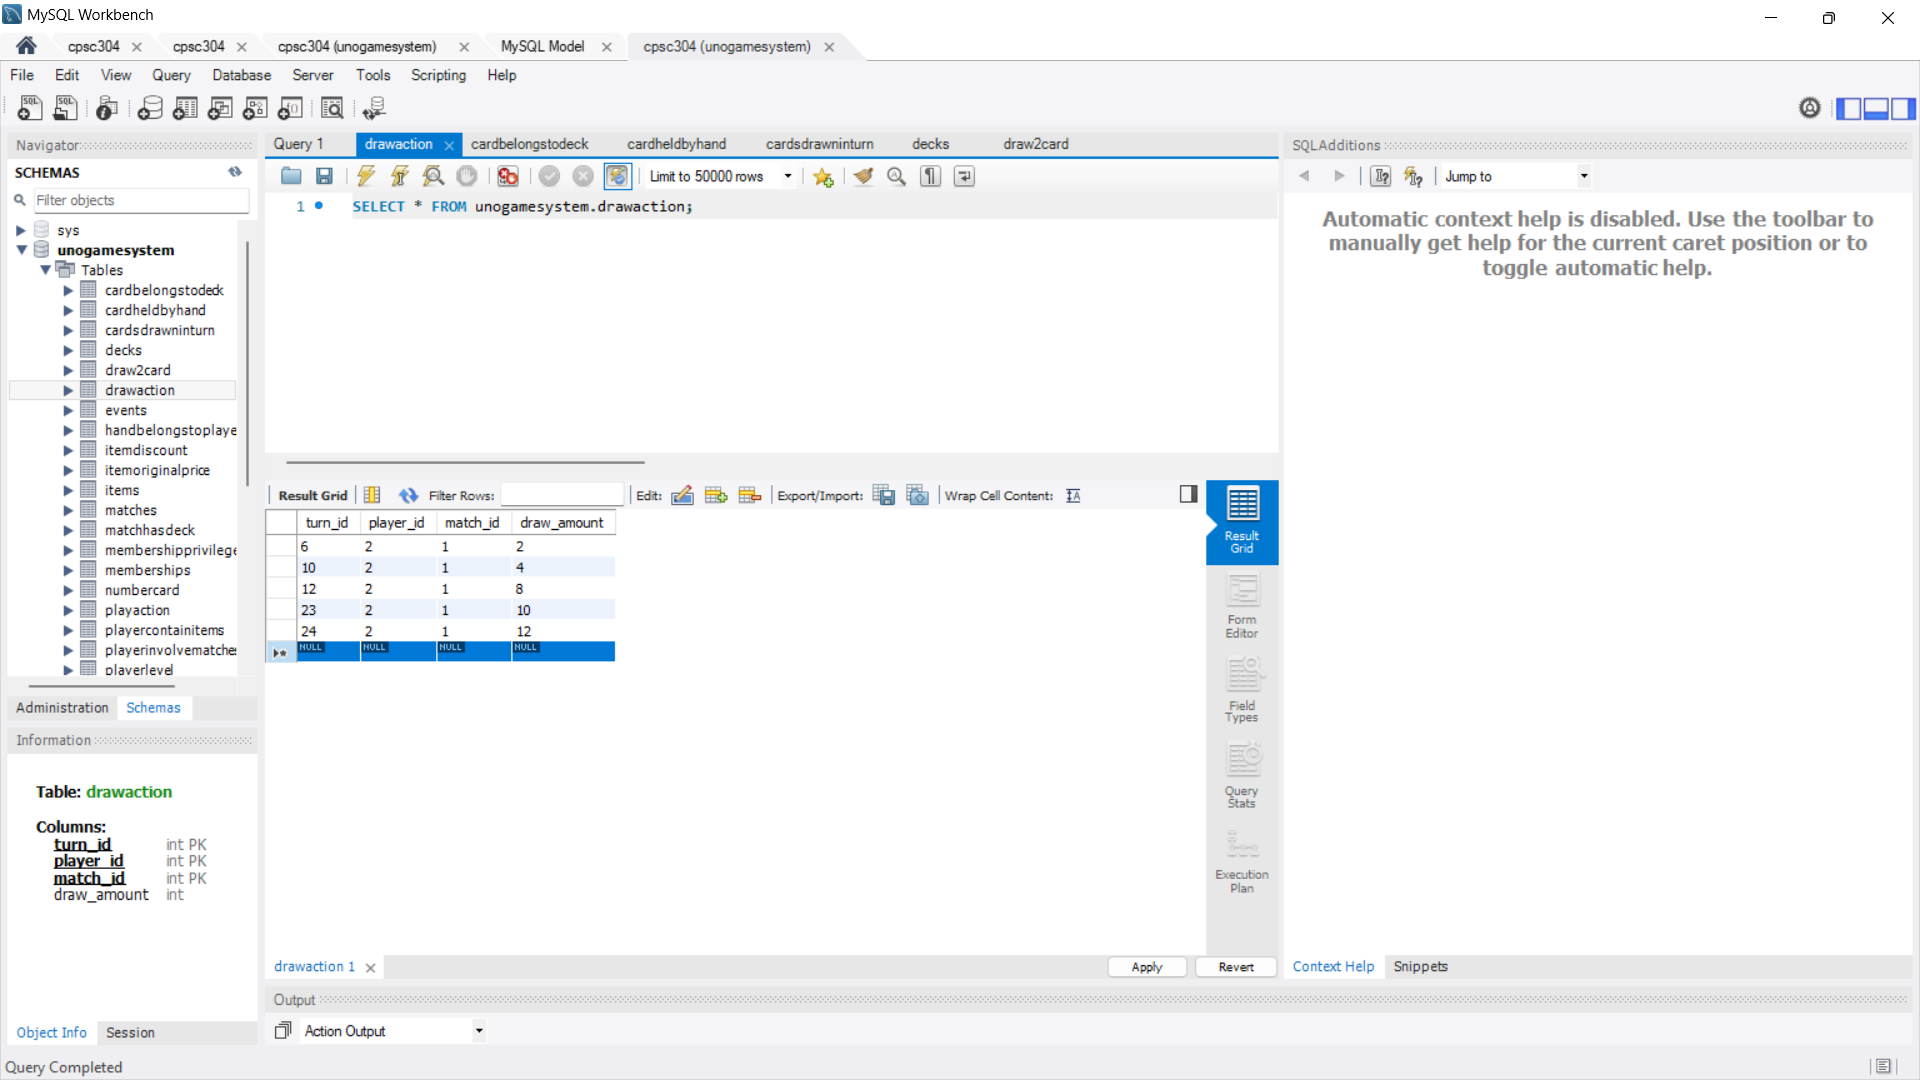 MySQL Workbench
cpsc304
cpsc304
cpsc304 (unogamesystem)
MySQL Model
cpsc304 (unogamesystem)
File Edit View Query Database Server Tools Scripting Help
Navigator
SCHEMAS
Filter objects
sys
unogamesystem
Tables
cardbelongstodeck
cardheldbyhand
cardsdrawninturn
decks
draw2card
drawaction
events
handbelongstoplaye
itemdiscount
itemoriginalprice
items
matches
matchhasdeck
membershipprivilege
memberships
numbercard
playaction
playercontainitems
playerinvolvematche
playerlevel
Administration Schemas
Information
Table: drawaction
Columns:
turn_id int PK
player_id int PK
match_id int PK
draw_amount int
Object Info Session
Query 1 drawaction cardbelongstodeck cardheldbyhand cardsdrawninturn decks draw2card
Limit to 50000 rows
1 SELECT * FROM unogamesystem.drawaction;
Result Grid Filter Rows: Edit: Export/Import: Wrap Cell Content:
turn_id player_id match_id draw_amount
6 2 1 2
10 2 1 4
12 2 1 8
23 2 1 10
24 2 1 12
NULL NULL NULL NULL
Result
Grid
Form
Editor
Field
Types
Query
Stats
Execution
Plan
drawaction 1
Apply Revert
SQLAdditions
Jump to
Automatic context help is disabled. Use the toolbar to
manually get help for the current caret position or to
toggle automatic help.
Context Help Snippets
Output
Action Output
Query Completed